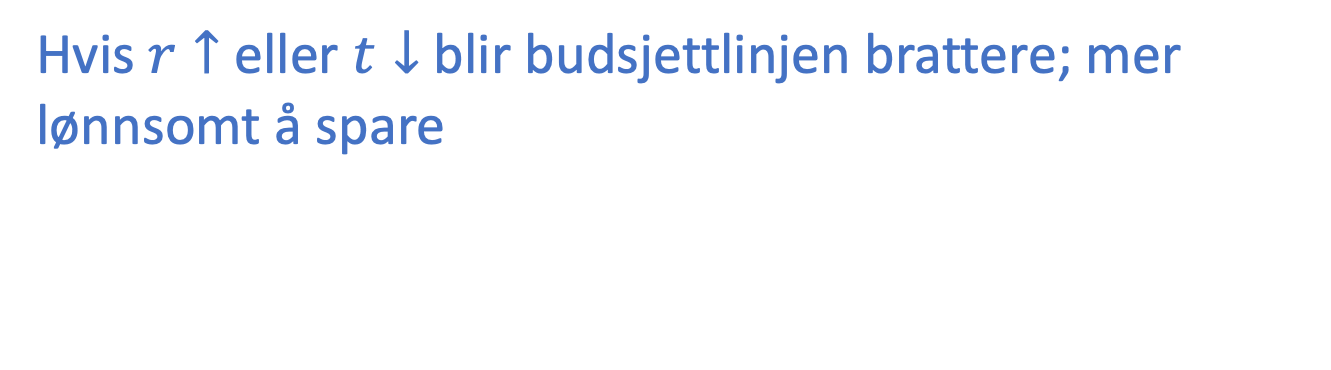 Hvis 𝑟 ↑ eller 𝑡 ↓ blir budsjettlinjen brattere; mer
lønnsomt å spare